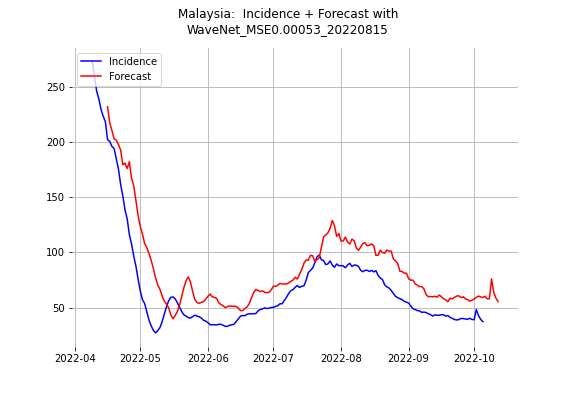 Malaysia:  Incidence + Forecast with
WaveNet_MSE0.00053_20220815
Incidence
Forecast
250
200
150
100
50
2022-04 2022-05 2022-06 2022-07 2022-08 2022-09 2022-10